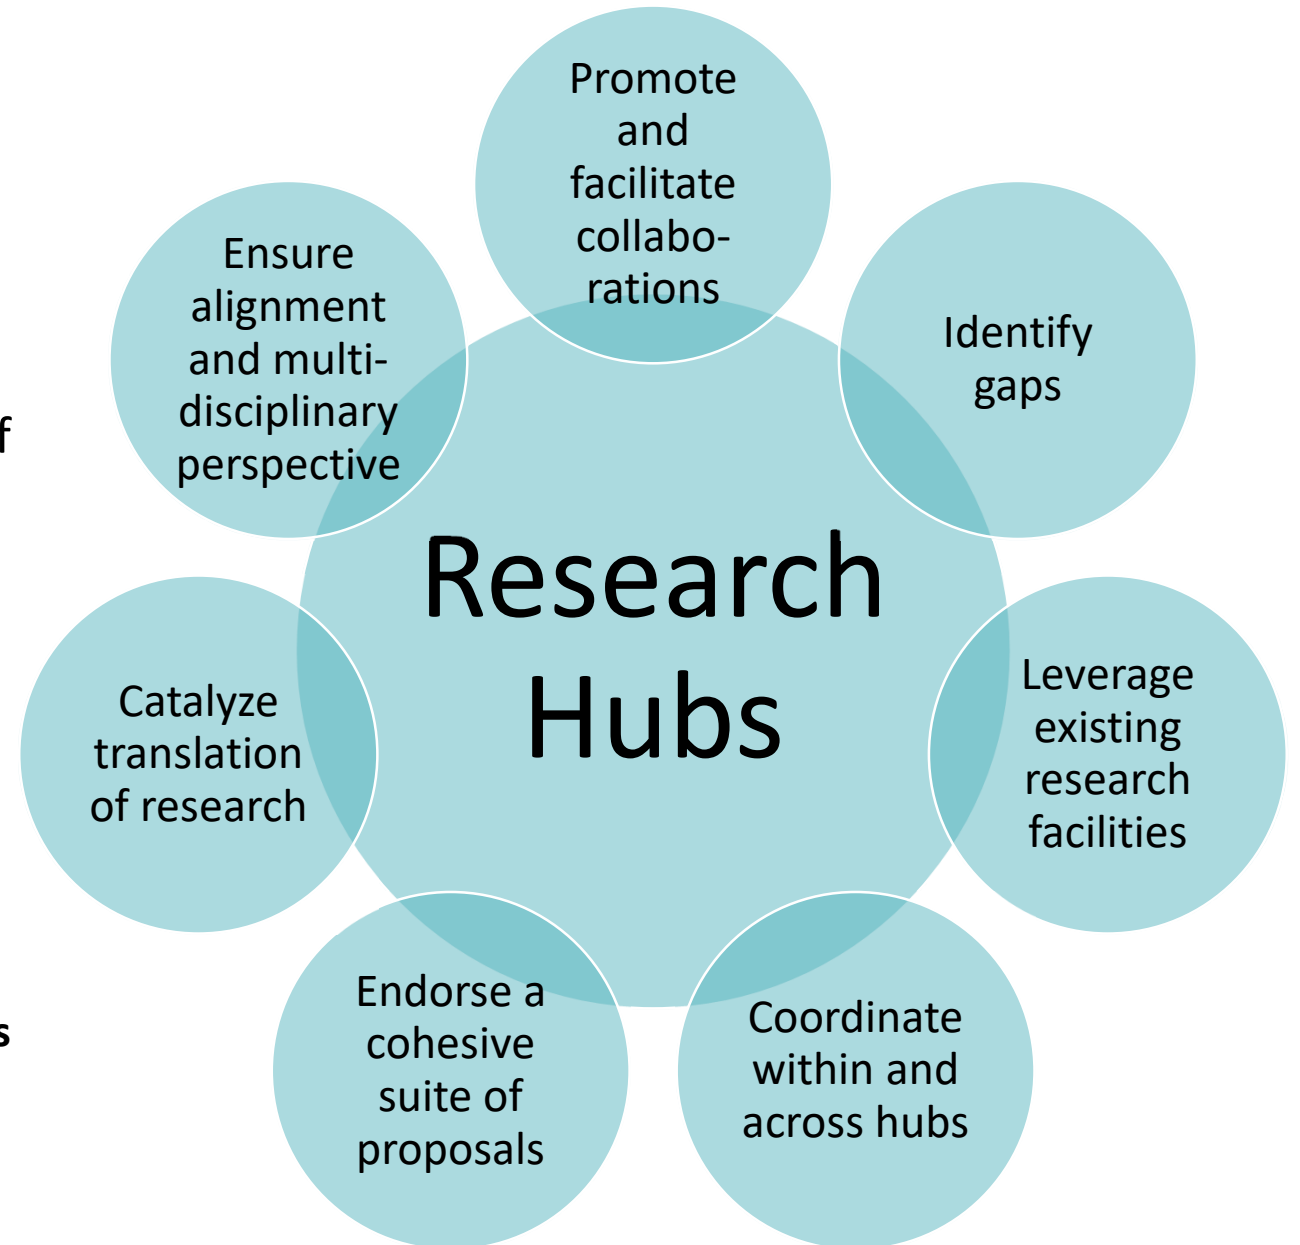 Promote
and
facilitate
collabo-
rations
Identify
gaps
Leverage
existing
research
facilities
Coordinate
within and
across hubs
Endorse a
cohesive
suite of
proposals
Catalyze
translation
of research
Ensure
alignment
and multi-
disciplinary
perspective
Research
Hubs
f
s